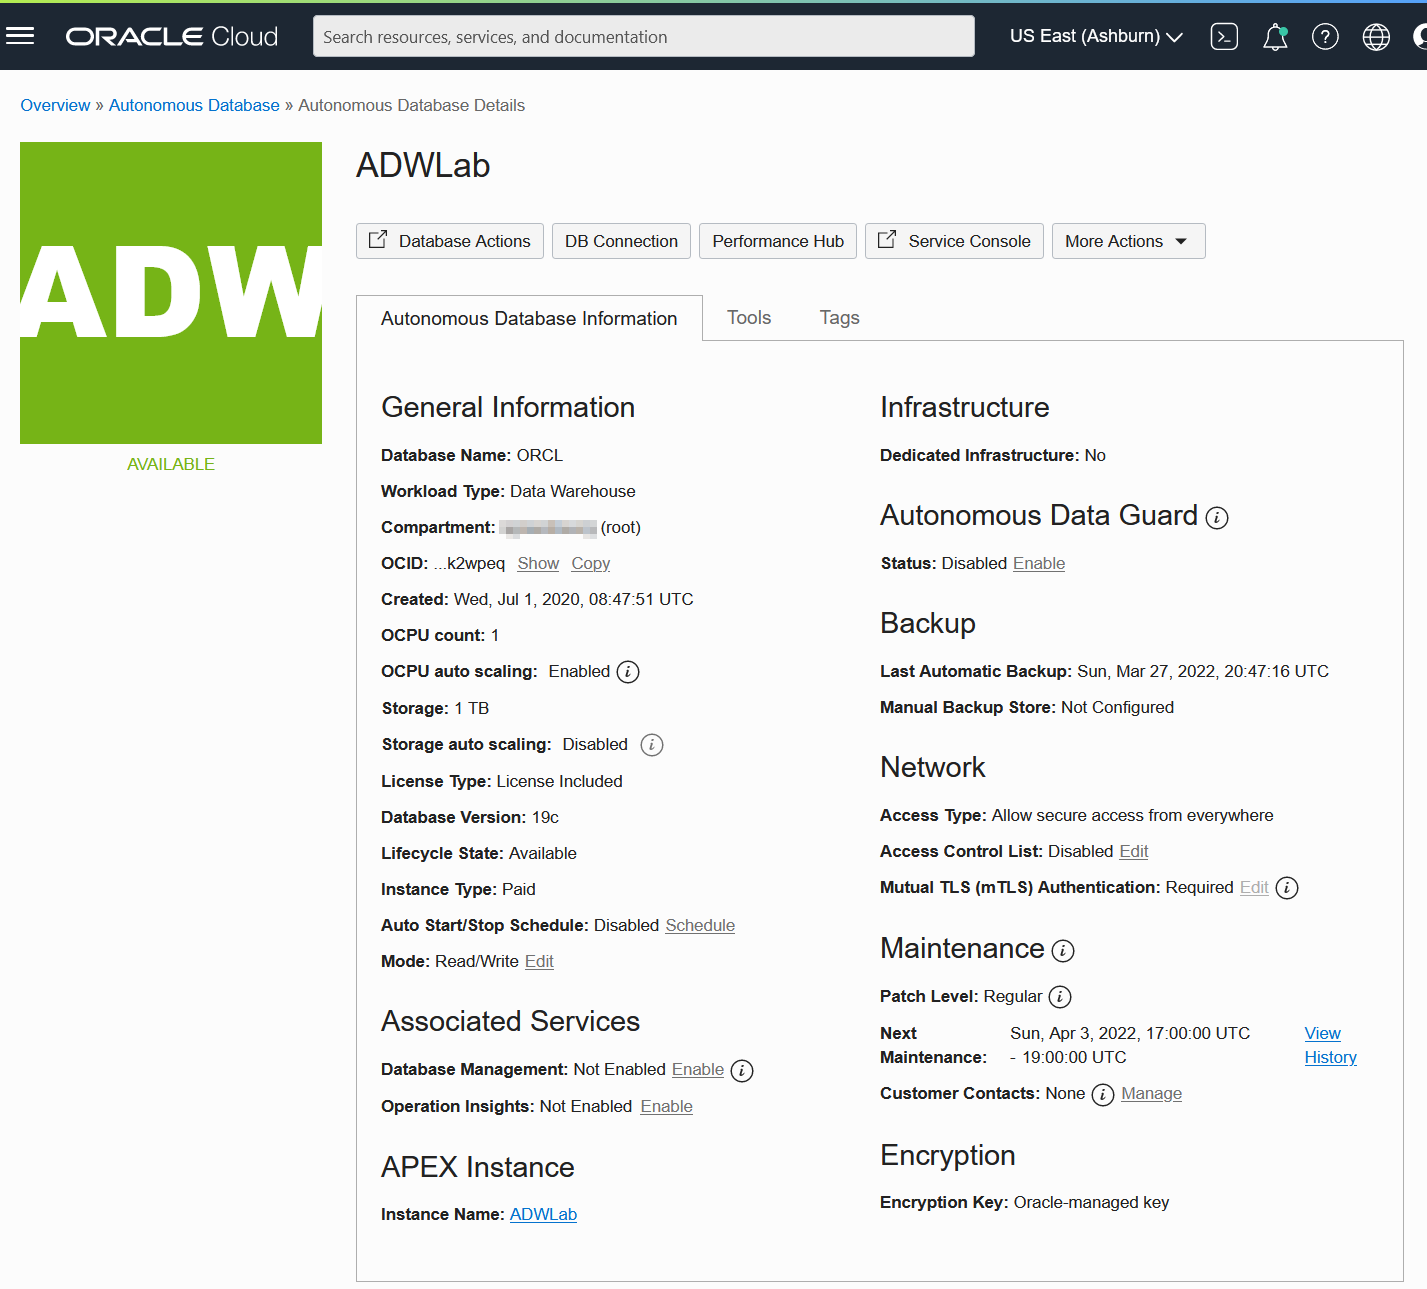 ORACLE Cloud
Search resources, services, and documentation
US East (Ashburn)
Overview » Autonomous Database » Autonomous Database Details
ADW
AVAILABLE
ADWLab
Database Actions
DB Connection
Performance Hub
Service Console
More Actions
Autonomous Database Information
Tools
Tags
General Information
Database Name: ORCL
Workload Type: Data Warehouse
Compartment: (root)
OCID: ...k2wpeq Show Copy
Created: Wed, Jul 1, 2020, 08:47:51 UTC
OCPU count: 1
OCPU auto scaling: Enabled
Storage: 1 TB
Storage auto scaling: Disabled
License Type: License Included
Database Version: 19c
Lifecycle State: Available
Instance Type: Paid
Auto Start/Stop Schedule: Disabled Schedule
Mode: Read/Write Edit
Associated Services
Database Management: Not Enabled Enable
Operation Insights: Not Enabled Enable
APEX Instance
Instance Name: ADWLab
Infrastructure
Dedicated Infrastructure: No
Autonomous Data Guard
Status: Disabled Enable
Backup
Last Automatic Backup: Sun, Mar 27, 2022, 20:47:16 UTC
Manual Backup Store: Not Configured
Network
Access Type: Allow secure access from everywhere
Access Control List: Disabled Edit
Mutual TLS (mTLS) Authentication: Required Edit
Maintenance
Patch Level: Regular
Next Sun, Apr 3, 2022, 17:00:00 UTC View
Maintenance: - 19:00:00 UTC History
Customer Contacts: None Manage
Encryption
Encryption Key: Oracle-managed key